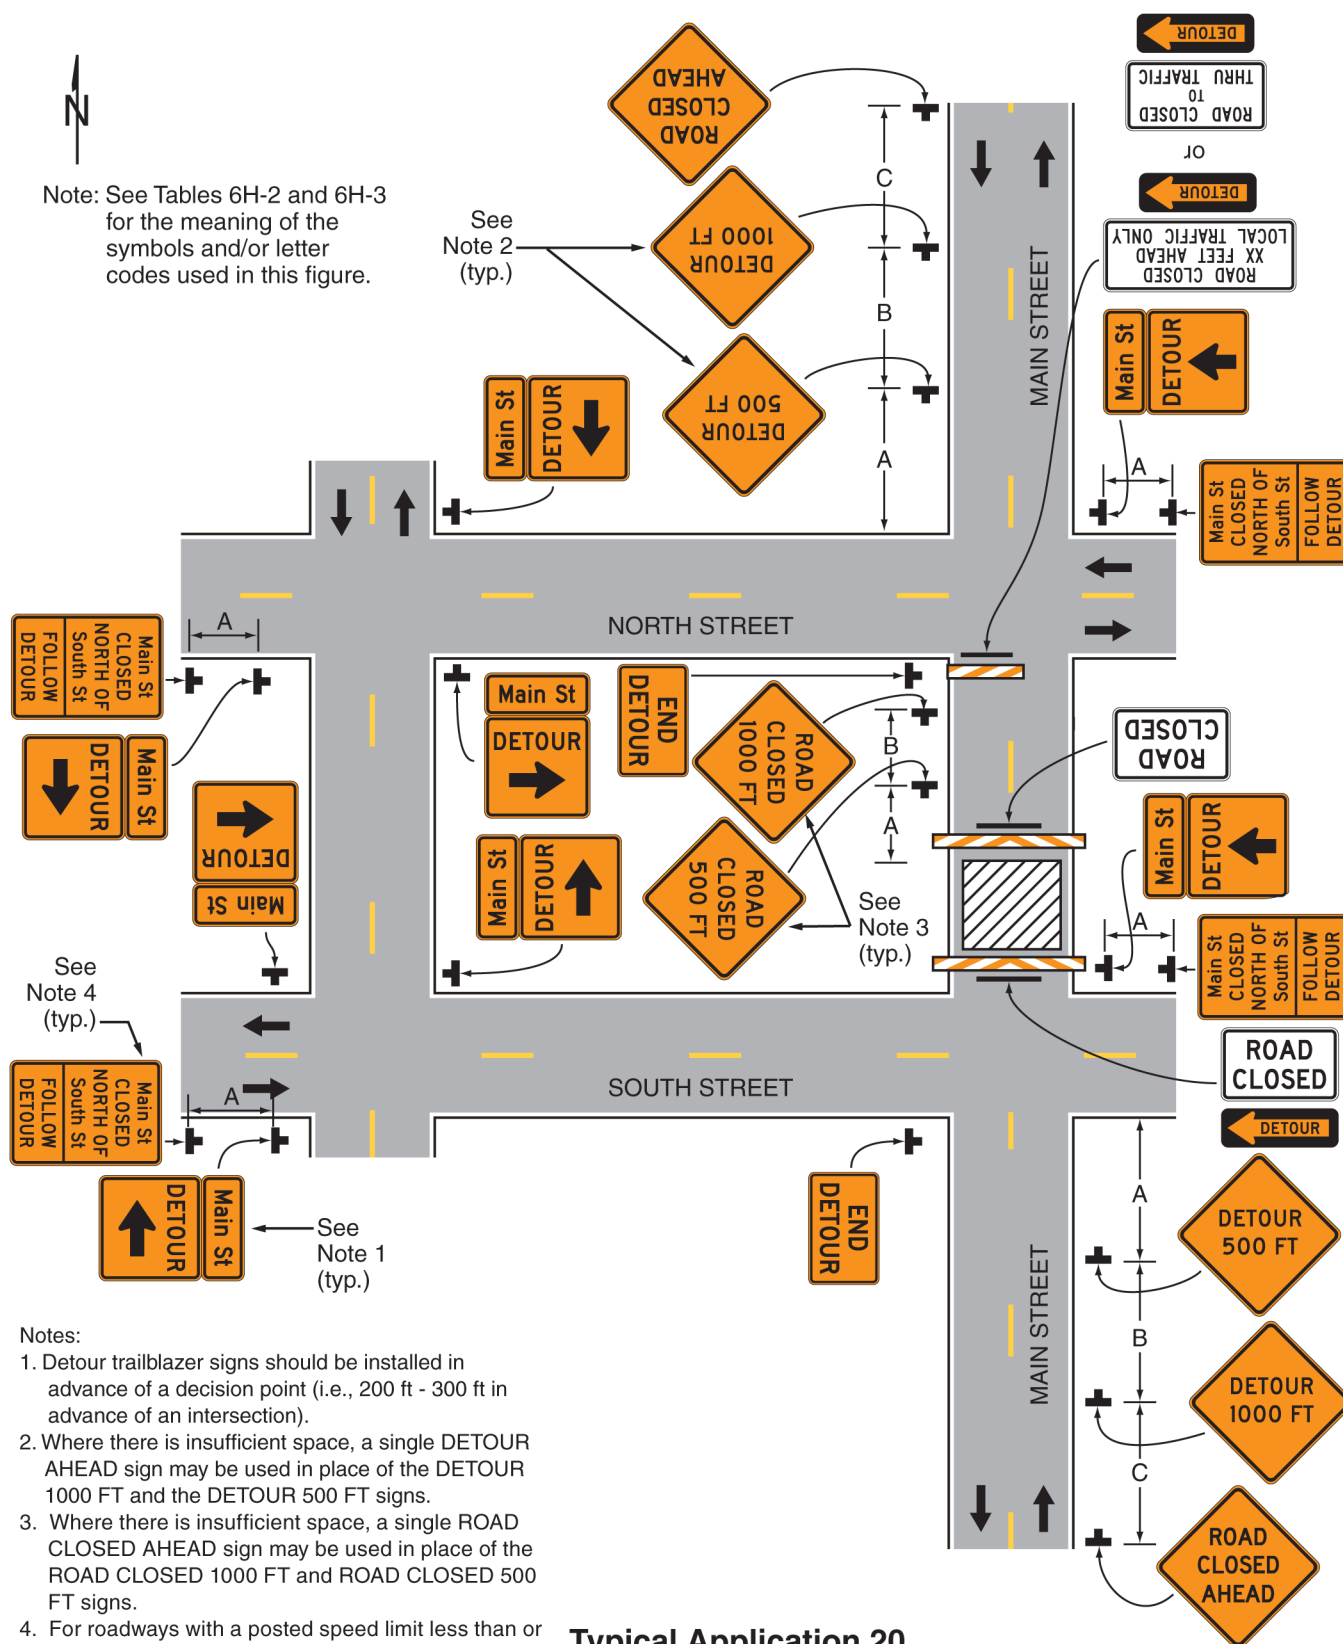 N
Note: See Tables 6H-2 and 6H-3
for the meaning of the
symbols and/or letter
codes used in this figure.
ROAD
CLOSED
AHEAD
See
Note 2
(typ.)
DETOUR
1000 FT
DETOUR
500 FT
C
B
A
MAIN STREET
DETOUR
ROAD CLOSED
TO
THRU TRAFFIC
or
DETOUR
ROAD CLOSED
XX FEET AHEAD
LOCAL TRAFFIC ONLY
Main St
DETOUR
A
Main St
CLOSED
NORTH OF
South St
FOLLOW
DETOUR
Main St
DETOUR
NORTH STREET
A
Main St
CLOSED
NORTH OF
South St
FOLLOW
DETOUR
Main St
DETOUR
Main St
DETOUR
END
DETOUR
ROAD
CLOSED
1000 FT
ROAD
CLOSED
500 FT
B
A
See
Note 3
(typ.)
ROAD
CLOSED
Main St
DETOUR
Main St
DETOUR
Main St
DETOUR
A
Main St
CLOSED
NORTH OF
South St
FOLLOW
DETOUR
See
Note 4
(typ.)
SOUTH STREET
ROAD
CLOSED
DETOUR
Main St
CLOSED
NORTH OF
South St
FOLLOW
DETOUR
A
Main St
DETOUR
See
Note 1
(typ.)
END
DETOUR
MAIN STREET
A
B
C
DETOUR
500 FT
DETOUR
1000 FT
ROAD
CLOSED
AHEAD
Notes:
1. Detour trailblazer signs should be installed in
advance of a decision point (i.e., 200 ft - 300 ft in
advance of an intersection).
2. Where there is insufficient space, a single DETOUR
AHEAD sign may be used in place of the DETOUR
1000 FT and the DETOUR 500 FT signs.
3. Where there is insufficient space, a single ROAD
CLOSED AHEAD sign may be used in place of the
ROAD CLOSED 1000 FT and ROAD CLOSED 500
FT signs.
4. For roadways with a posted speed limit less than or
Typical Application 20